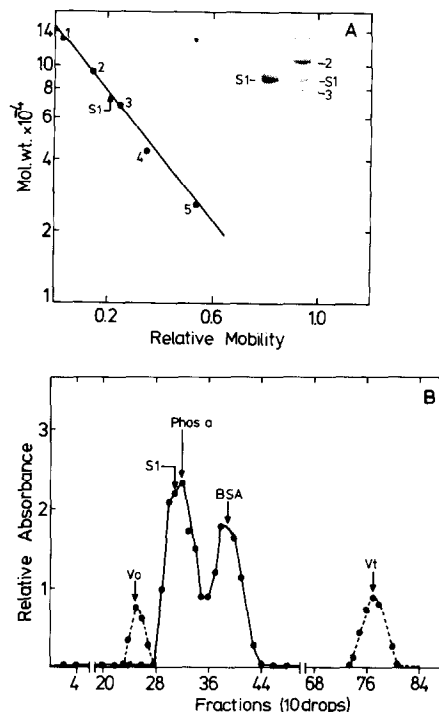 A
14
10
8
6
4
2
1
Mol.wt.×10⁻⁴
1
2
S1
3
4
5
S1-
-2
-S1
-3
0.2
0.6
1.0
Relative Mobility
B
3
2
1
Relative Absorbance
Phos a
S1
BSA
Vo
Vt
4
20
28
36
44
68
76
84
Fractions (10drops)